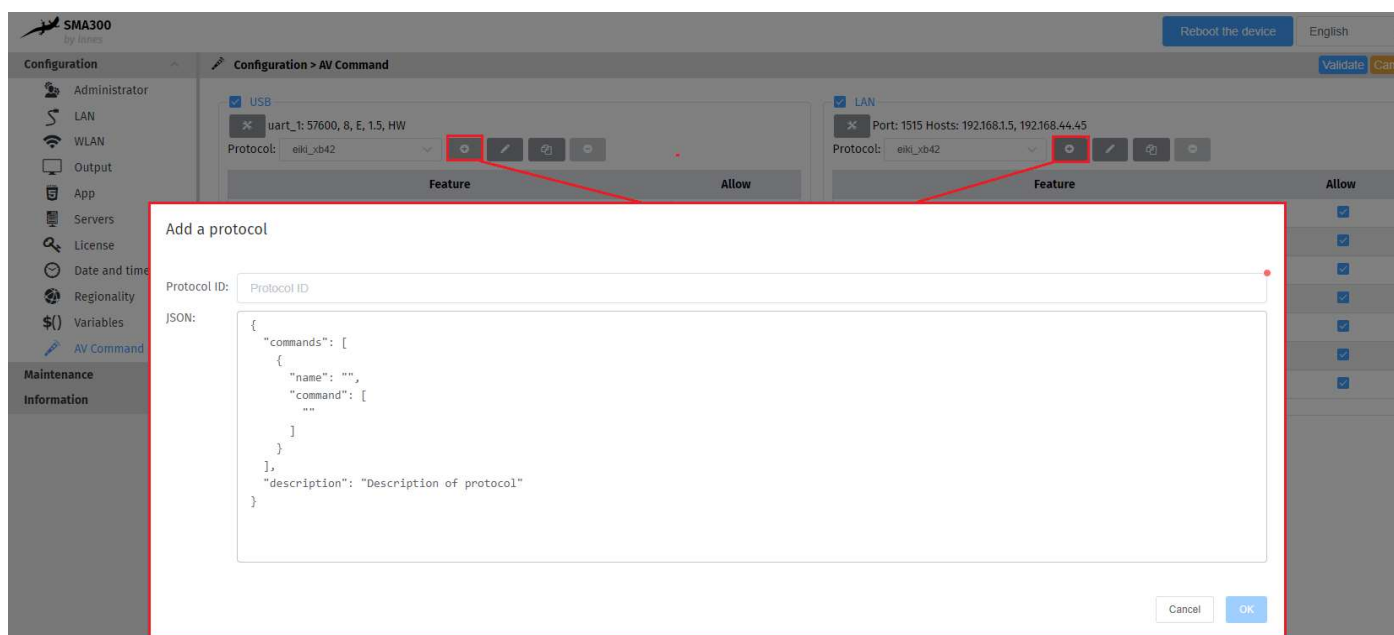 SMA300
by Innes
Reboot the device
English
Configuration
Configuration > AV Command
Validate
Can
Administrator
LAN
WLAN
Output
App
Servers
License
Date and time
Regionality
$() Variables
AV Command
Maintenance
Information
USB
uart_1: 57600, 8, E, 1.5, HW
Protocol: eiki_xb42
Feature Allow
LAN
Port: 1515 Hosts: 192.168.1.5, 192.168.44.45
Protocol: eiki_xb42
Feature Allow
Add a protocol
Protocol ID: Protocol ID
JSON:
{
"commands": [
{
"name": "",
"command": [
""
]
}
],
"description": "Description of protocol"
}
Cancel OK